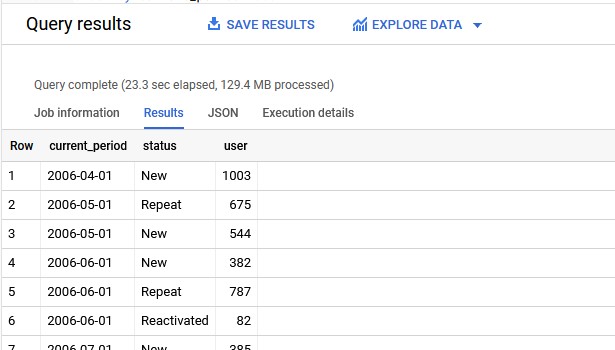 Query results SAVE RESULTS EXPLORE DATA
Query complete (23.3 sec elapsed, 129.4 MB processed)
Job information Results JSON Execution details
Row current_period status user
1 2006-04-01 New 1003
2 2006-05-01 Repeat 675
3 2006-05-01 New 544
4 2006-06-01 New 382
5 2006-06-01 Repeat 787
6 2006-06-01 Reactivated 82
7 2006-07-01 New 385